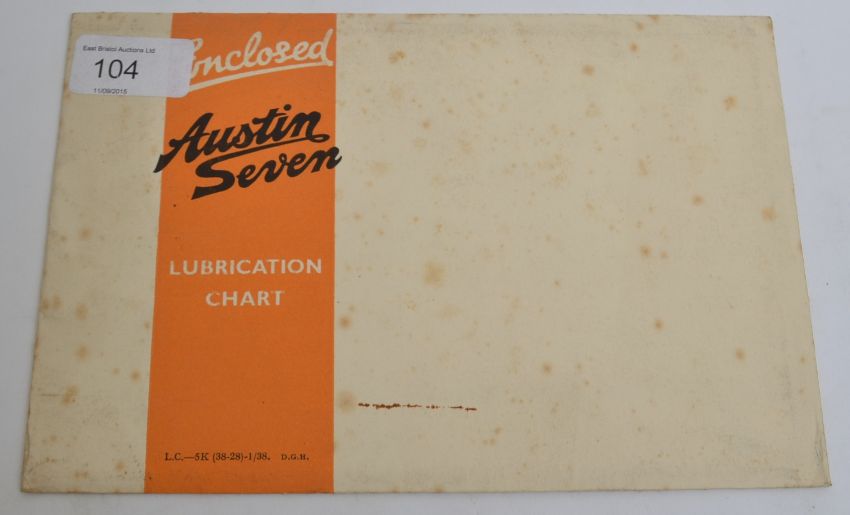 East Bristol Auctions Ltd
104
11/09/2015
Enclosed
Austin
Seven
LUBRICATION
CHART
L.C.—5K (38-28)-1/38. D.G.H.